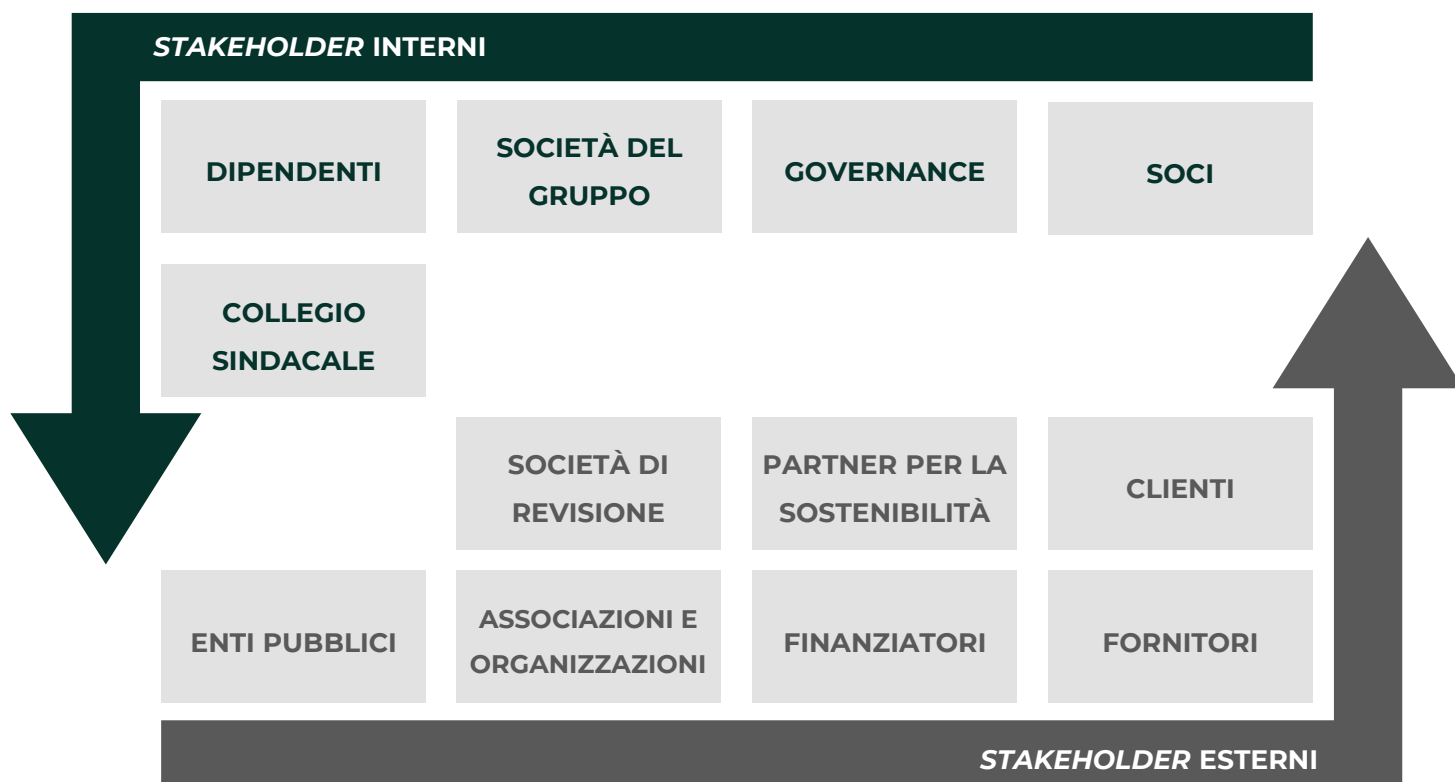 STAKEHOLDER INTERNI
DIPENDENTI
SOCIETÀ DEL
GRUPPO
GOVERNANCE
SOCI
COLLEGIO
SINDACALE
SOCIETÀ DI
REVISIONE
PARTNER PER LA
SOSTENIBILITÀ
CLIENTI
ENTI PUBBLICI
ASSOCIAZIONI E
ORGANIZZAZIONI
FINANZIATORI
FORNITORI
STAKEHOLDER ESTERNI